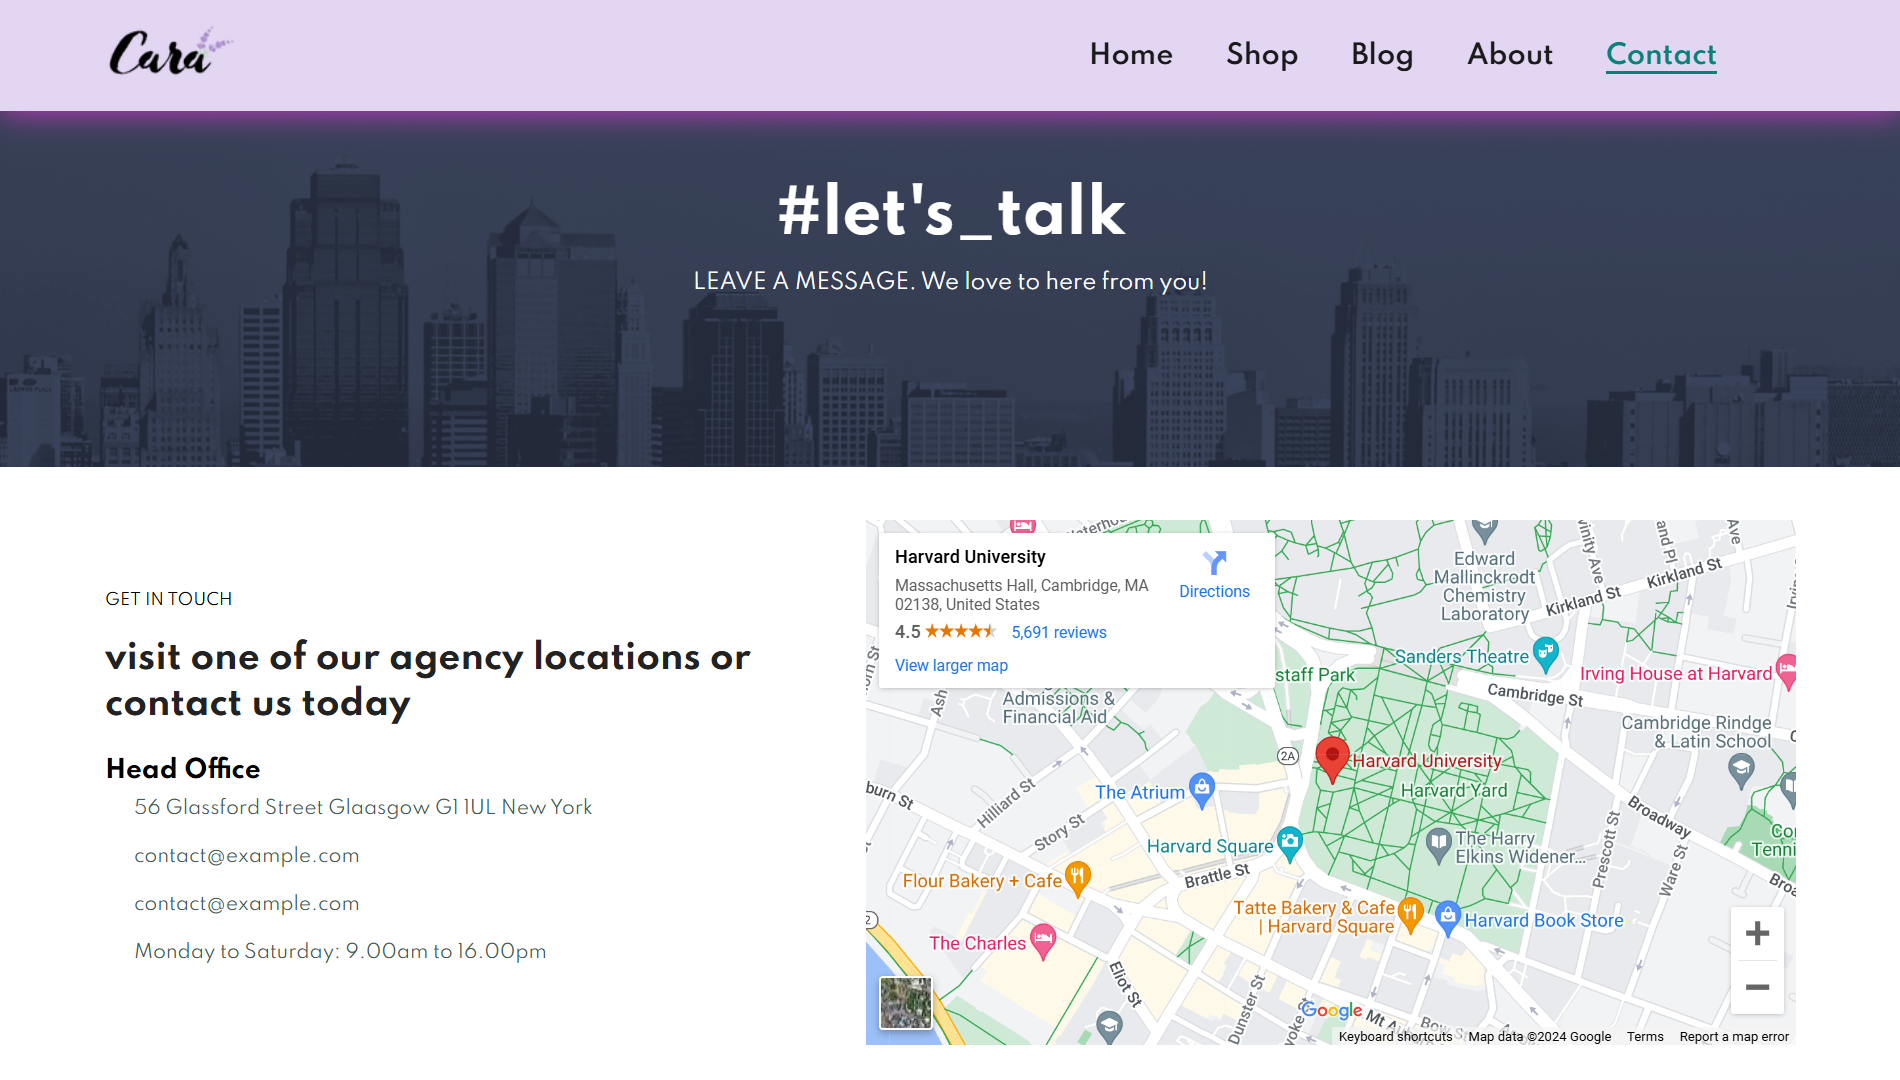 Cara
Home Shop Blog About Contact
#let's_talk
LEAVE A MESSAGE. We love to here from you!
GET IN TOUCH
visit one of our agency locations or
contact us today
Head Office
56 Glassford Street Glaasgow G1 1UL New York
contact@example.com
contact@example.com
Monday to Saturday: 9.00am to 16.00pm
Harvard University
Massachusetts Hall, Cambridge, MA
02138, United States
4.5 5,691 reviews
Directions
View larger map
Edward
Mallinckrodt
Chemistry
Laboratory
Kirkland St
Kirkland St
Sanders Theatre
Irving House at Harvard
Cambridge St
staff Park
Ash
Admissions &
Financial Aid
Cambridge Rindge
& Latin School
2A
Harvard University
Harvard Yard
The Atrium
burn St
Hilliard St
Story St
Broadway
Harvard Square
The Harry
Elkins Widener...
Prescott St
Ware St
Tenni
Flour Bakery + Cafe
Brattle St
Tatte Bakery & Cafe
| Harvard Square
Harvard Book Store
The Charles
Eliot St
Dunster St
Google
Mt
Keyboard shortcuts Map data ©2024 Google Terms Report a map error